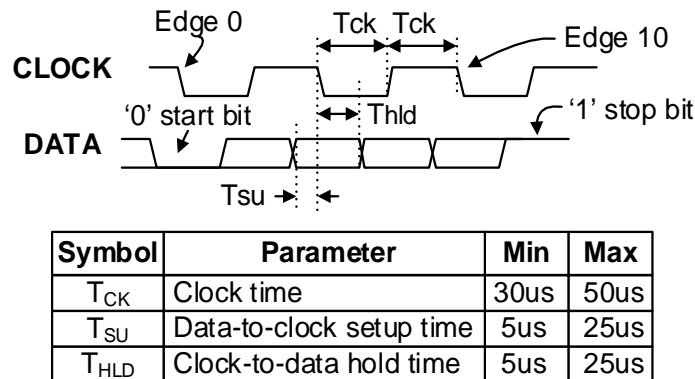 Edge 0
Tck Tck
Edge 10
CLOCK
Thld
‘0’ start bit
‘1’ stop bit
DATA
Tsu
Symbol Parameter Min Max
TCK Clock time 30us 50us
TSU Data-to-clock setup time 5us 25us
THLD Clock-to-data hold time 5us 25us